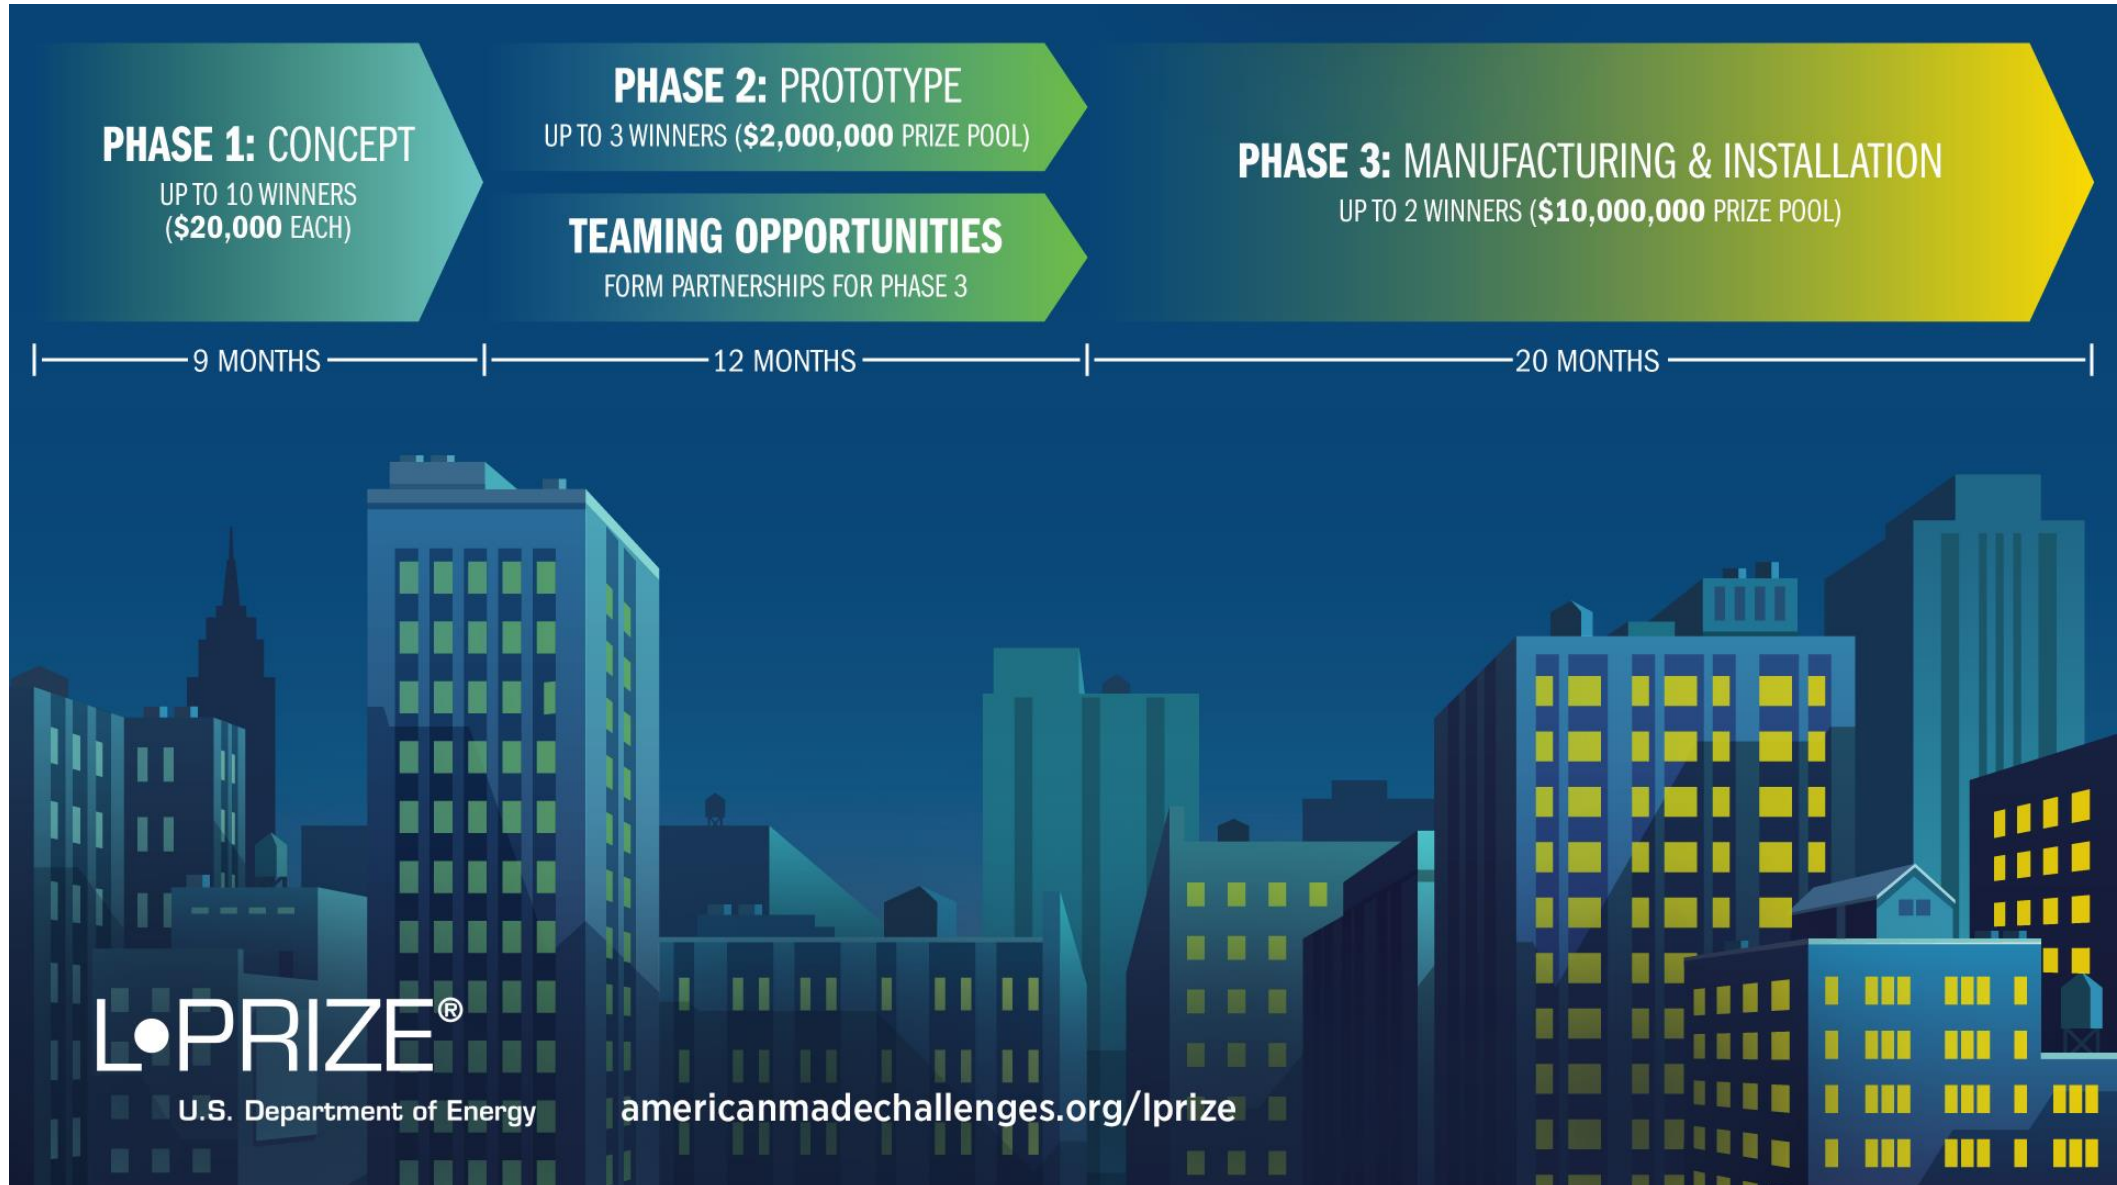 PHASE 1: CONCEPT
UP TO 10 WINNERS
($20,000 EACH)
PHASE 2: PROTOTYPE
UP TO 3 WINNERS ($2,000,000 PRIZE POOL)
TEAMING OPPORTUNITIES
FORM PARTNERSHIPS FOR PHASE 3
PHASE 3: MANUFACTURING & INSTALLATION
UP TO 2 WINNERS ($10,000,000 PRIZE POOL)
9 MONTHS
12 MONTHS
20 MONTHS
L•PRIZE®
U.S. Department of Energy
americanmadechallenges.org/lprize